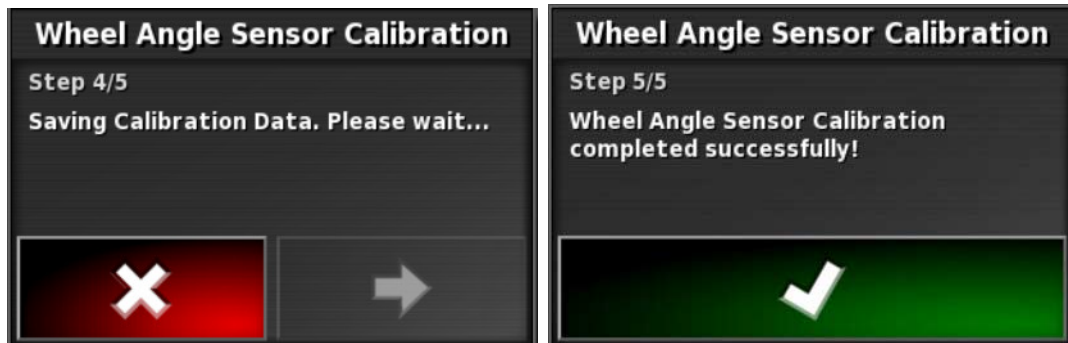 Wheel Angle Sensor Calibration
Step 4/5
Saving Calibration Data. Please wait...
Wheel Angle Sensor Calibration
Step 5/5
Wheel Angle Sensor Calibration
completed successfully!